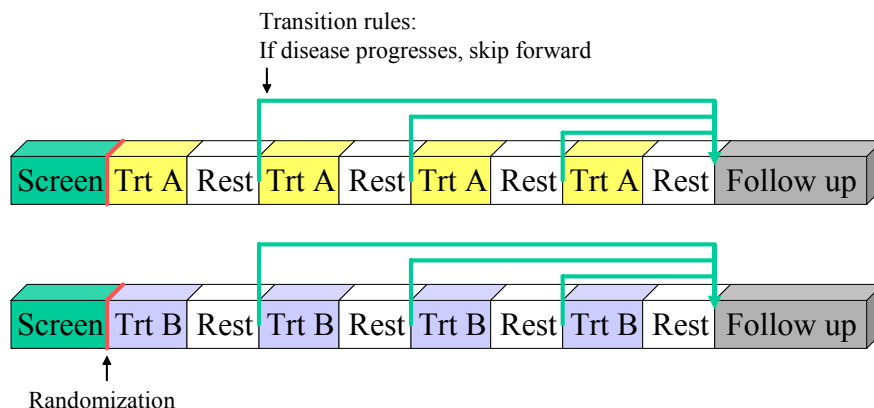 Transition rules:
If disease progresses, skip forward
Screen Trt A Rest Trt A Rest Trt A Rest Trt A Rest Follow up
Screen Trt B Rest Trt B Rest Trt B Rest Trt B Rest Follow up
Randomization